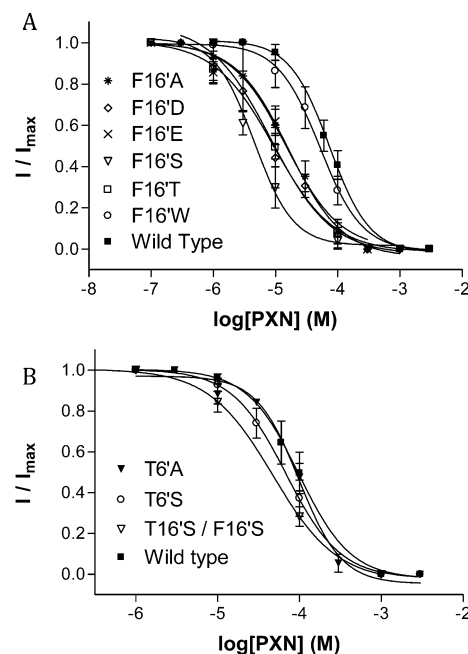 A
I / Imax
1.0
0.8
0.6
0.4
0.2
0.0
F16'A
F16'D
F16'E
F16'S
F16'T
F16'W
Wild Type
-8 -7 -6 -5 -4 -3 -2
log[PXN] (M)
B
I / Imax
1.0
0.8
0.6
0.4
0.2
0.0
T6'A
T6'S
T16'S / F16'S
Wild type
-6 -5 -4 -3 -2
log[PXN] (M)